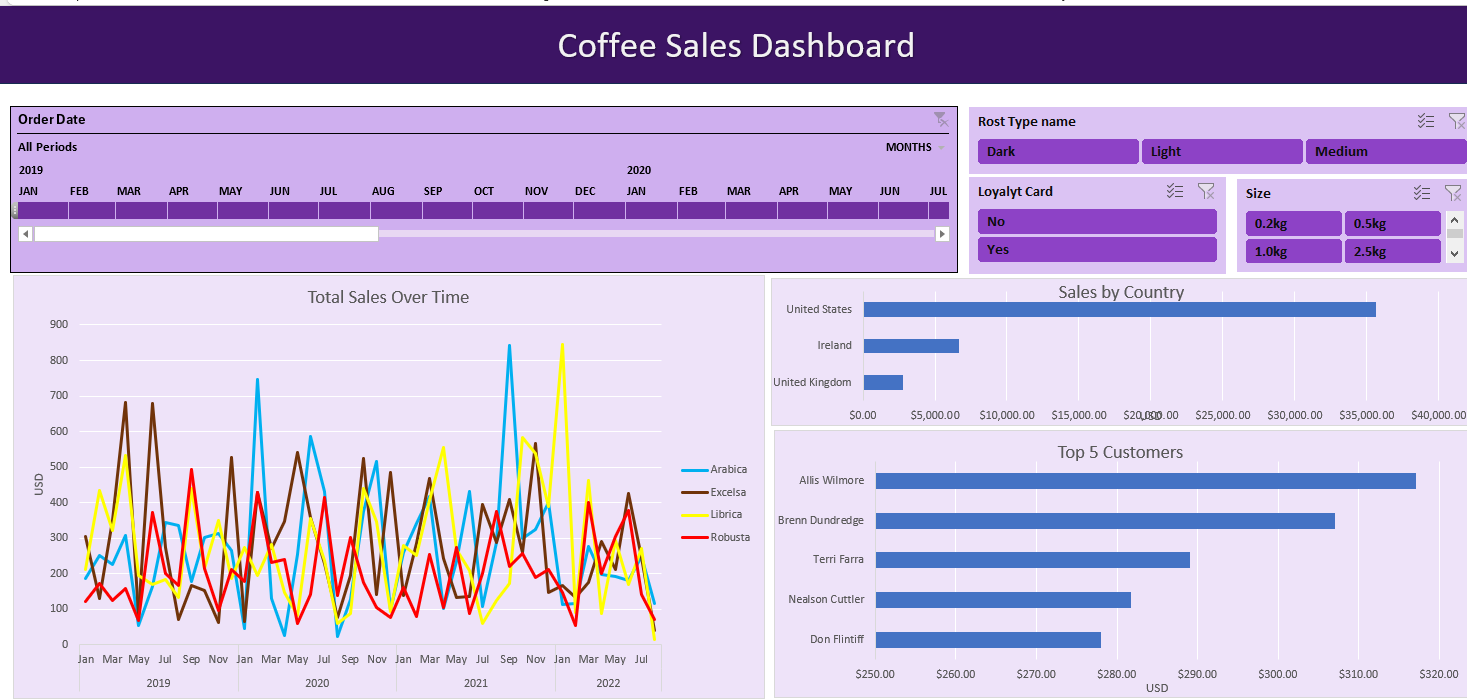 Coffee Sales Dashboard
Order Date
All Periods
MONTHS
2019 2020
JAN FEB MAR APR MAY JUN JUL AUG SEP OCT NOV DEC JAN FEB MAR APR MAY JUN JUL
Rost Type name
Dark Light Medium
Loyalyt Card
No
Yes
Size
0.2kg 0.5kg
1.0kg 2.5kg
Total Sales Over Time
900
800
700
600
500
400
300
200
100
0
USD
Jan Mar May Jul Sep Nov Jan Mar May Jul Sep Nov Jan Mar May Jul Sep Nov Jan Mar May Jul
2019 2020 2021 2022
Arabica
Excelsa
Librica
Robusta
Sales by Country
United States
Ireland
United Kingdom
$0.00 $5,000.00 $10,000.00 $15,000.00 $20,000.00 $25,000.00 $30,000.00 $35,000.00 $40,000.00
USD
Top 5 Customers
Allis Wilmore
Brenn Dundredge
Terri Farra
Nealson Cuttler
Don Flintiff
$250.00 $260.00 $270.00 $280.00 $290.00 $300.00 $310.00 $320.00
USD